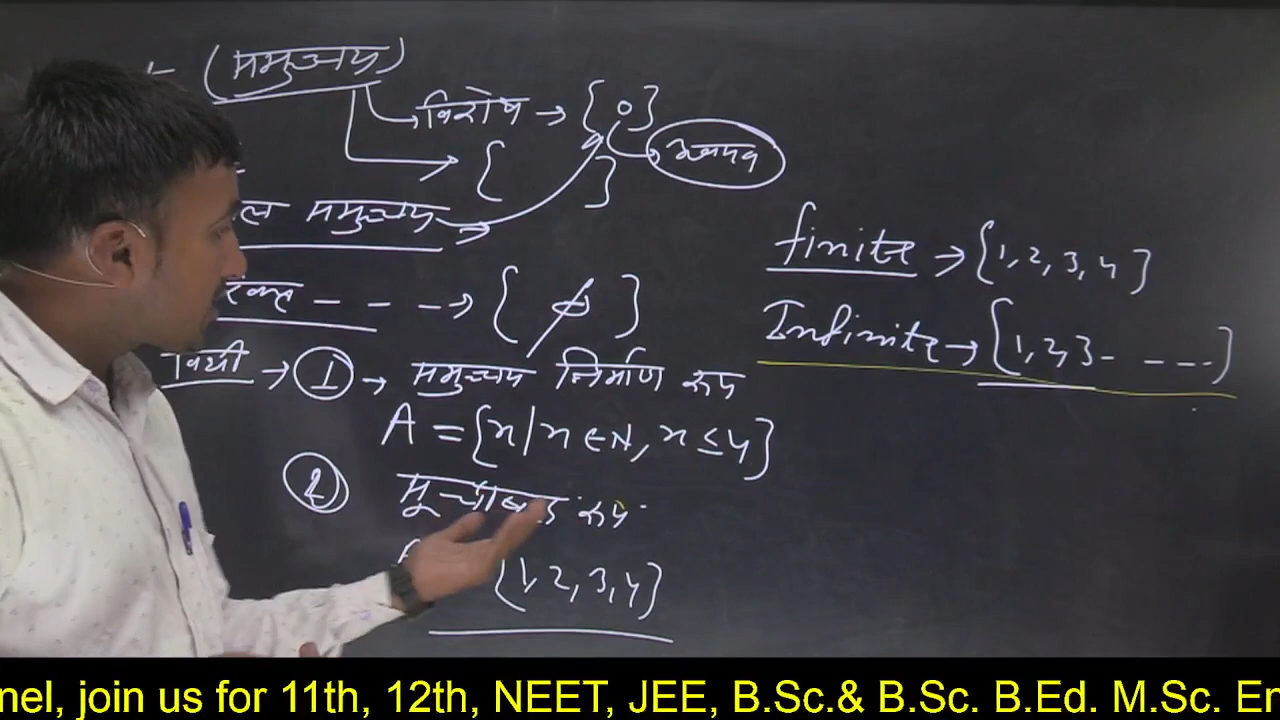 (समुच्चय)
विशेष → { 0 }
अवयव
{ }
ल समुच्चय →
- - - → { ϕ }
विधी → ① → समुच्चय निर्माण रूप
A = {x/x ∈ N, x ≤ 4}
② सूचीबद्ध रूप
{1, 2, 3, 4}
finite → {1, 2, 3, 4}
Infinite → {1, 2, 3 - - - ...}
nel, join us for 11th, 12th, NEET, JEE, B.Sc.& B.Sc. B.Ed. M.Sc. En